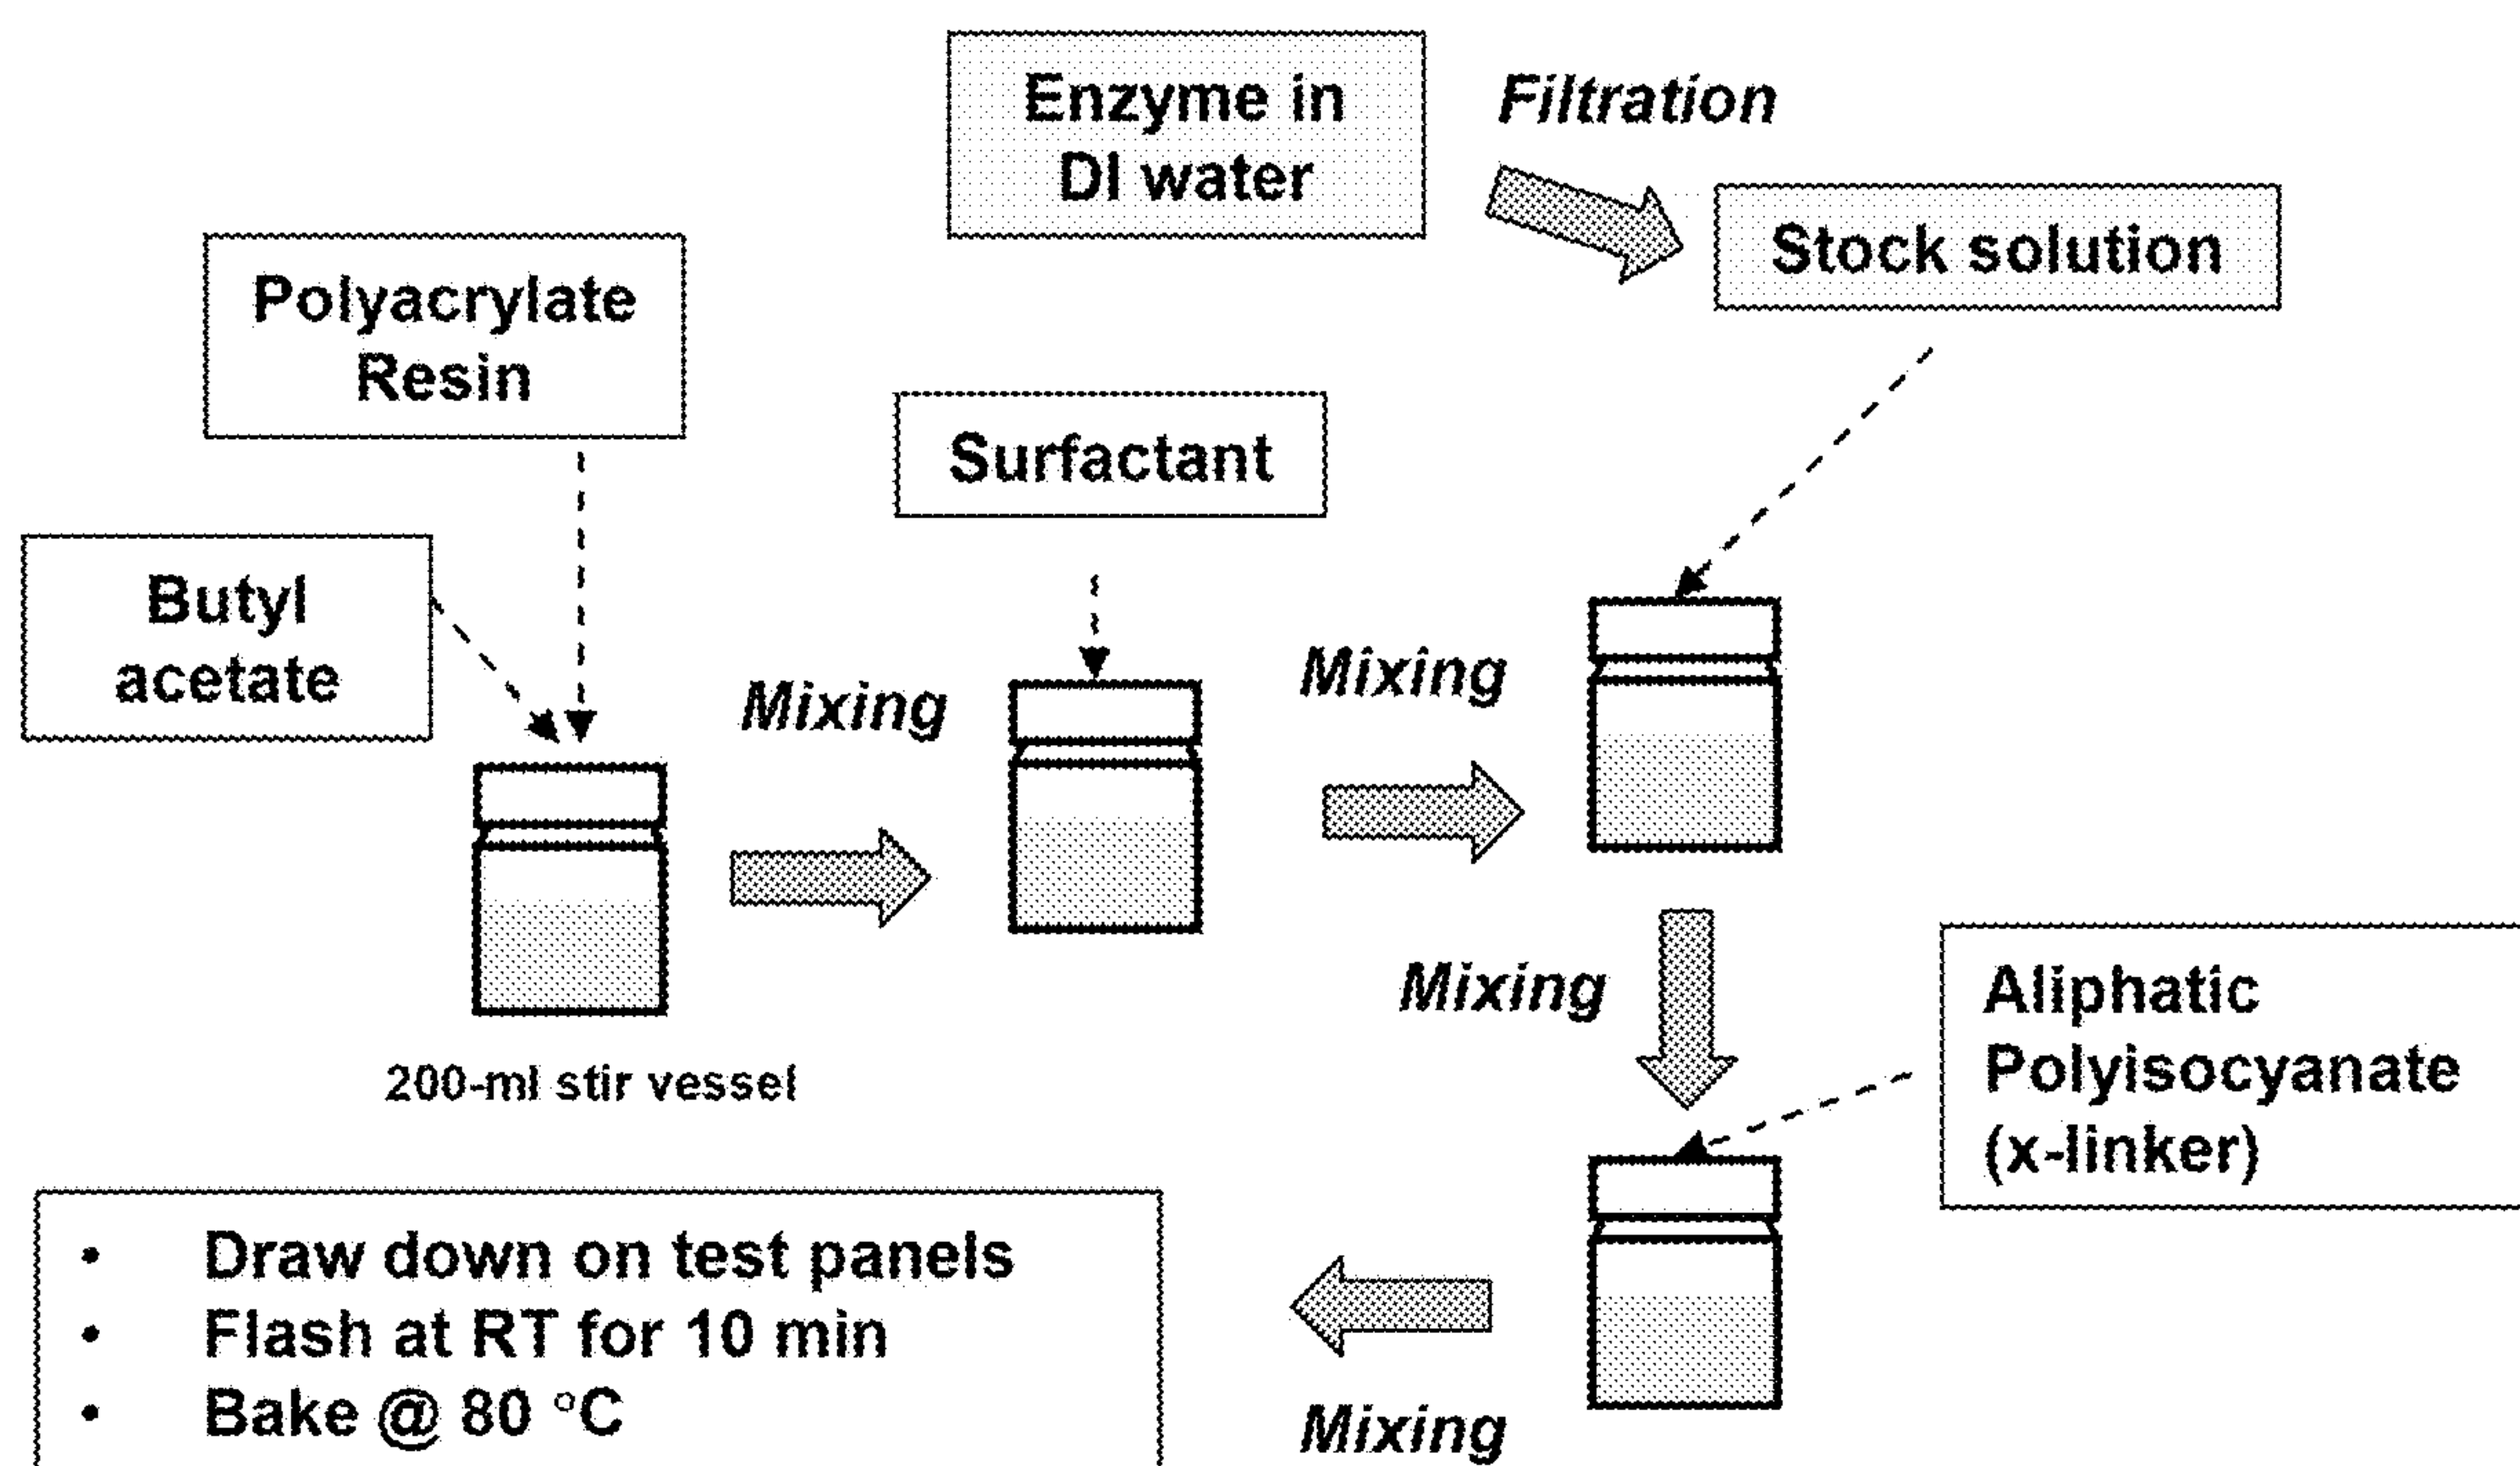 Enzyme in
DI water
Filtration
Stock solution
Polyacrylate
Resin
Surfactant
Butyl
acetate
Mixing
Mixing
Mixing
200-ml stir vessel
Aliphatic
Polyisocyanate
(x-linker)
• Draw down on test panels
• Flash at RT for 10 min
• Bake @ 80 °C
Mixing